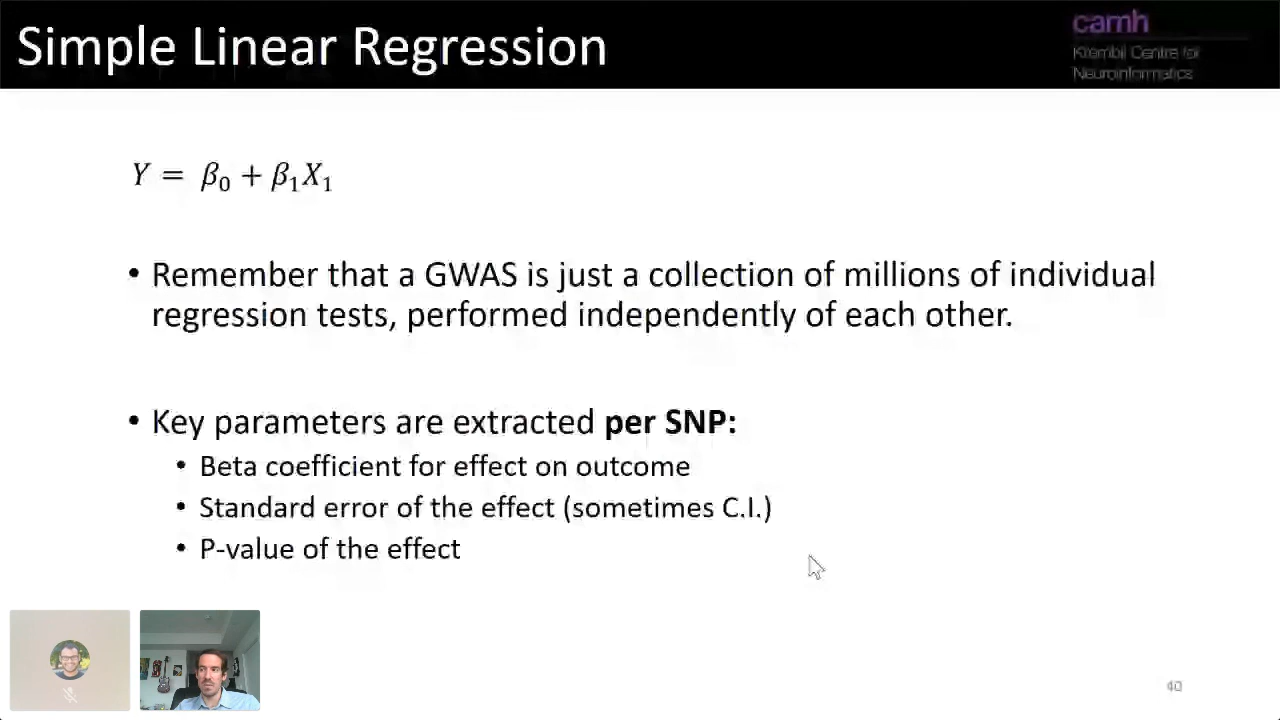 Simple Linear Regression
camh
Krembil Centre for
Neuroinformatics
Y = β₀ + β₁X₁
• Remember that a GWAS is just a collection of millions of individual
regression tests, performed independently of each other.
• Key parameters are extracted per SNP:
• Beta coefficient for effect on outcome
• Standard error of the effect (sometimes C.I.)
• P-value of the effect
40